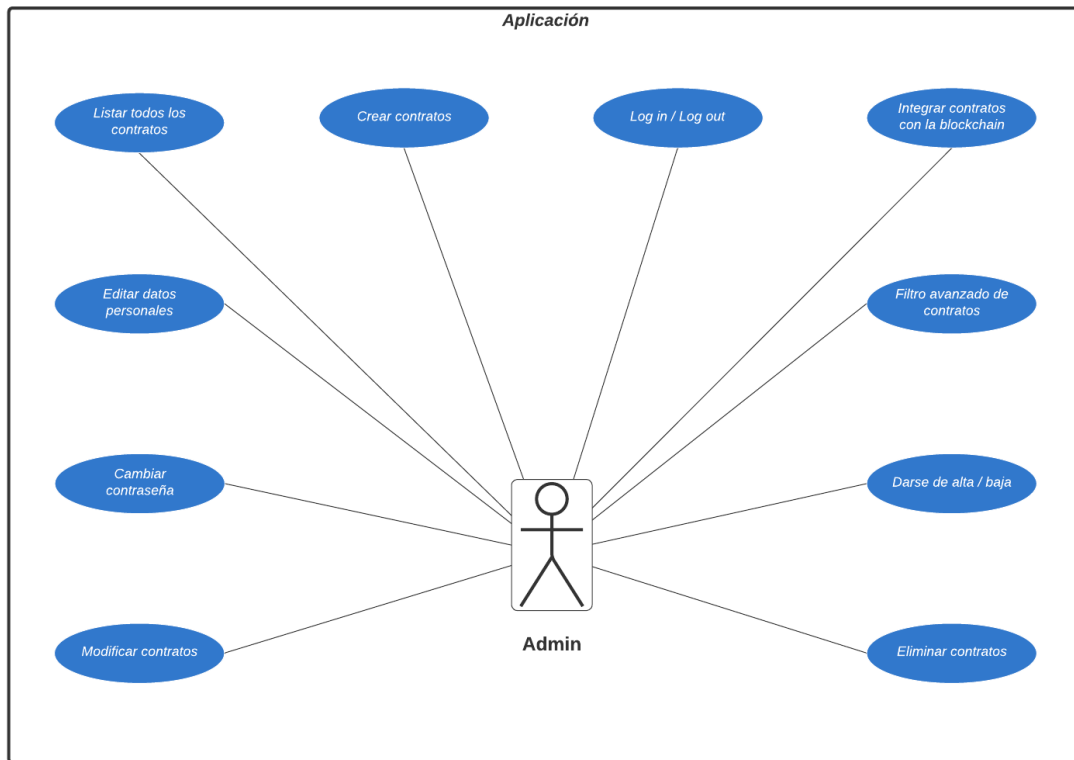 Aplicación
Listar todos los
contratos
Crear contratos
Log in / Log out
Integrar contratos
con la blockchain
Editar datos
personales
Filtro avanzado de
contratos
Cambiar
contraseña
Darse de alta / baja
Modificar contratos
Admin
Eliminar contratos